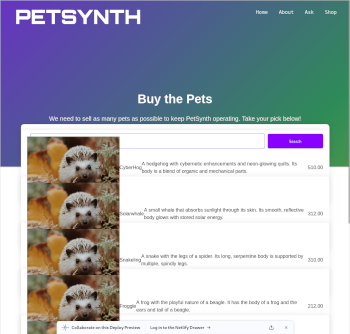 PETSYNTH
Home About Ask Shop
Buy the Pets
We need to sell as many pets as possible to keep PetSynth operating. Take your pick below!
Search
CyberHog
A hedgehog with cybernetic enhancements and neon-glowing quills. Its
body is a blend of organic and mechanical parts.
510.00
Solarwhale
A small whale that absorbs sunlight through its skin. Its smooth, reflective
body glows with stored solar energy.
312.00
Snakeling
A snake with the legs of a spider. Its long, serpentine body is supported by
multiple, spindly legs.
310.00
Froggle
A frog with the playful nature of a beagle. It has the body of a frog and the
ears and tail of a beagle.
212.00
Collaborate on this Deploy Preview Log in to the Netlify Drawer →